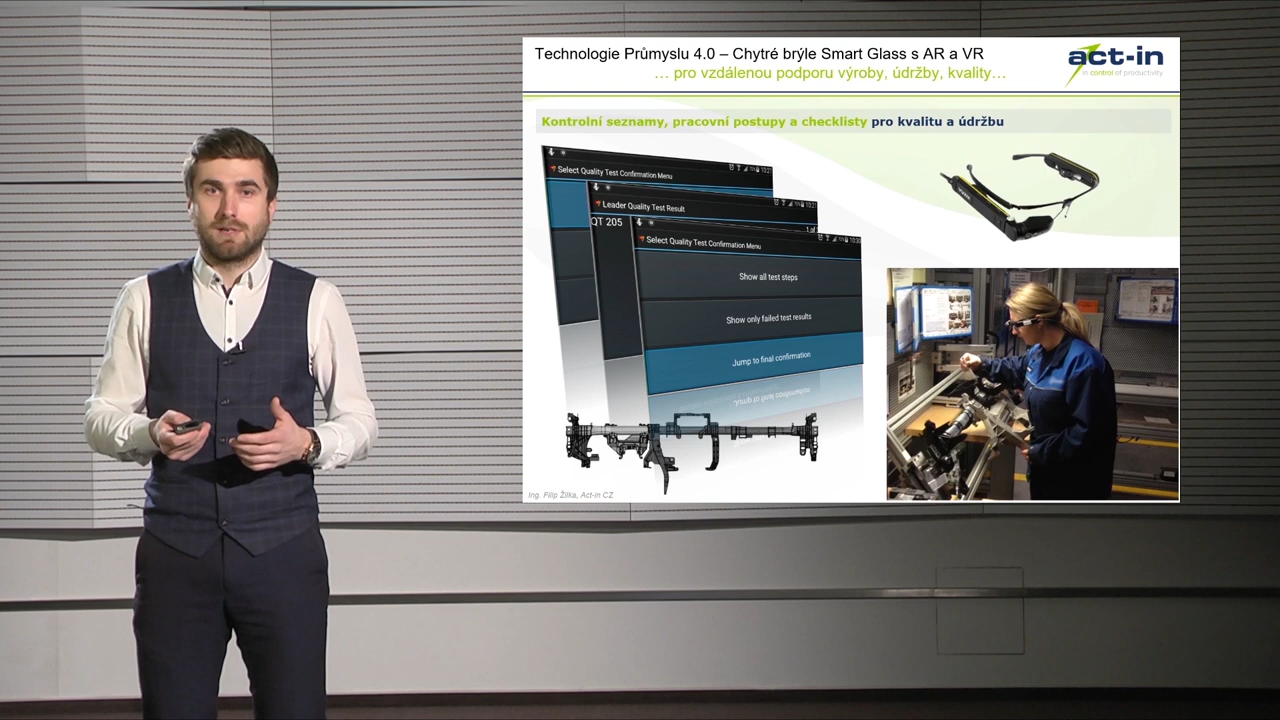 Technologie Průmyslu 4.0 – Chytré brýle Smart Glass s AR a VR
… pro vzdálenou podporu výroby, údržby, kvality…
act-in
in control of productivity
Kontrolní seznamy, pracovní postupy a checklisty pro kvalitu a údržbu
Select Quality Test Confirmation Menu
Leader Quality Test Result
QT 205
1 of
Select Quality Test Confirmation Menu
Show all test steps
Show only failed test results
Jump to final confirmation
Ing. Filip Žilka, Act-in CZ